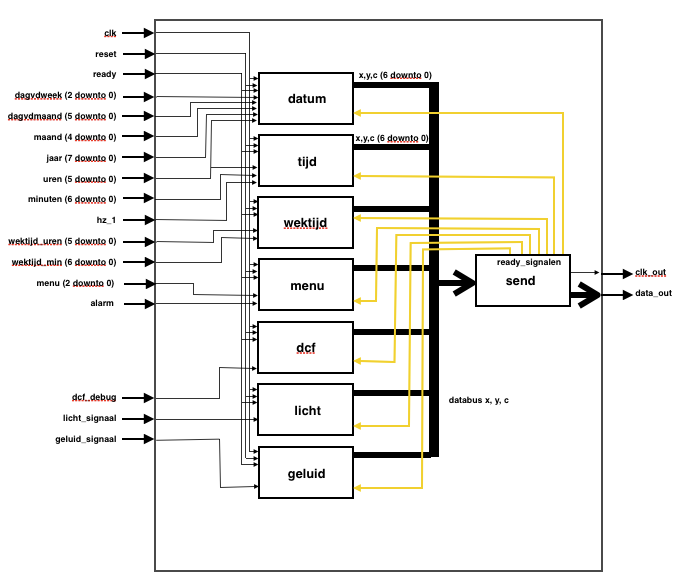 clk
reset
ready
dagvdweek (2 downto 0)
dagvdmaand (5 downto 0)
maand (4 downto 0)
jaar (7 downto 0)
uren (5 downto 0)
minuten (6 downto 0)
hz_1
wektijd_uren (5 downto 0)
wektijd_min (6 downto 0)
menu (2 downto 0)
alarm
dcf_debug
licht_signaal
geluid_signaal
x,y,c (6 downto 0)
datum
x,y,c (6 downto 0)
tijd
wektijd
menu
dcf
licht
geluid
databus x, y, c
ready_signalen
send
clk_out
data_out